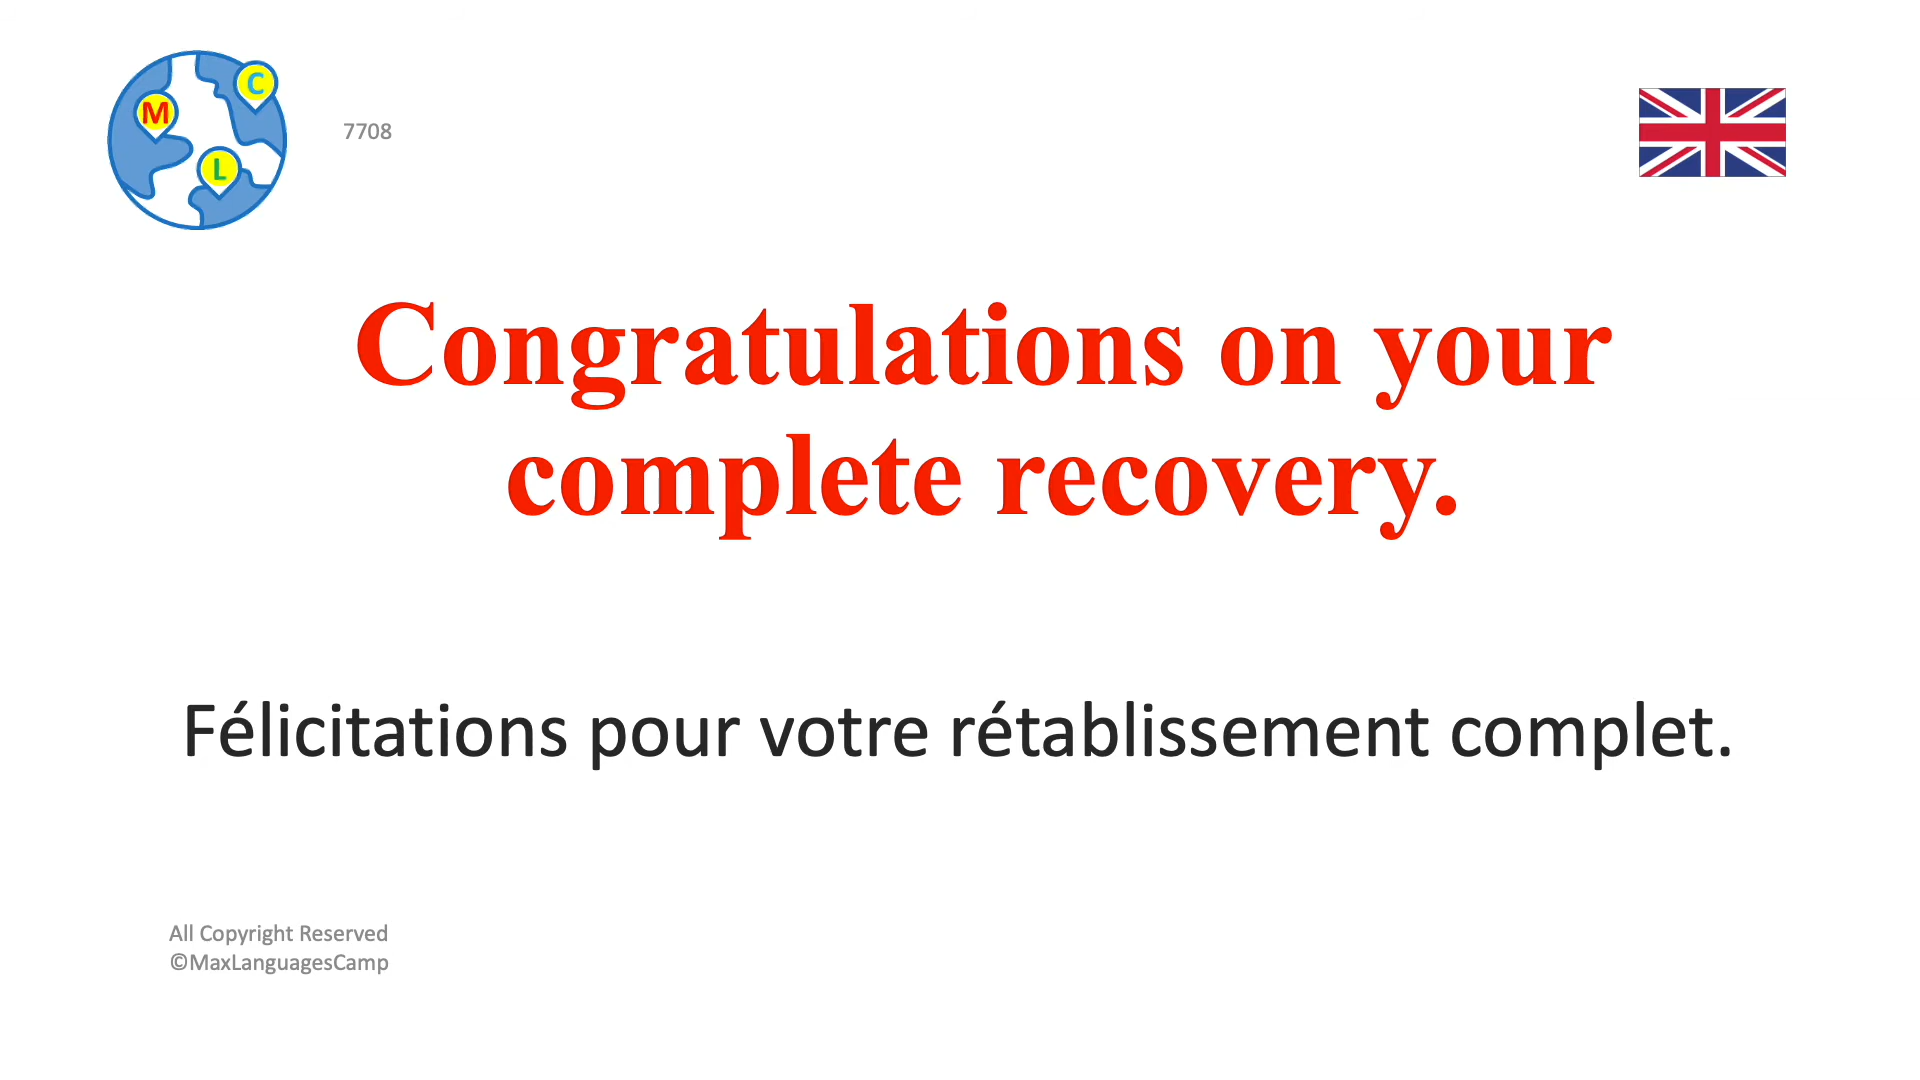 M
C
L
7708
Congratulations on your
complete recovery.
Félicitations pour votre rétablissement complet.
All Copyright Reserved
©MaxLanguagesCamp